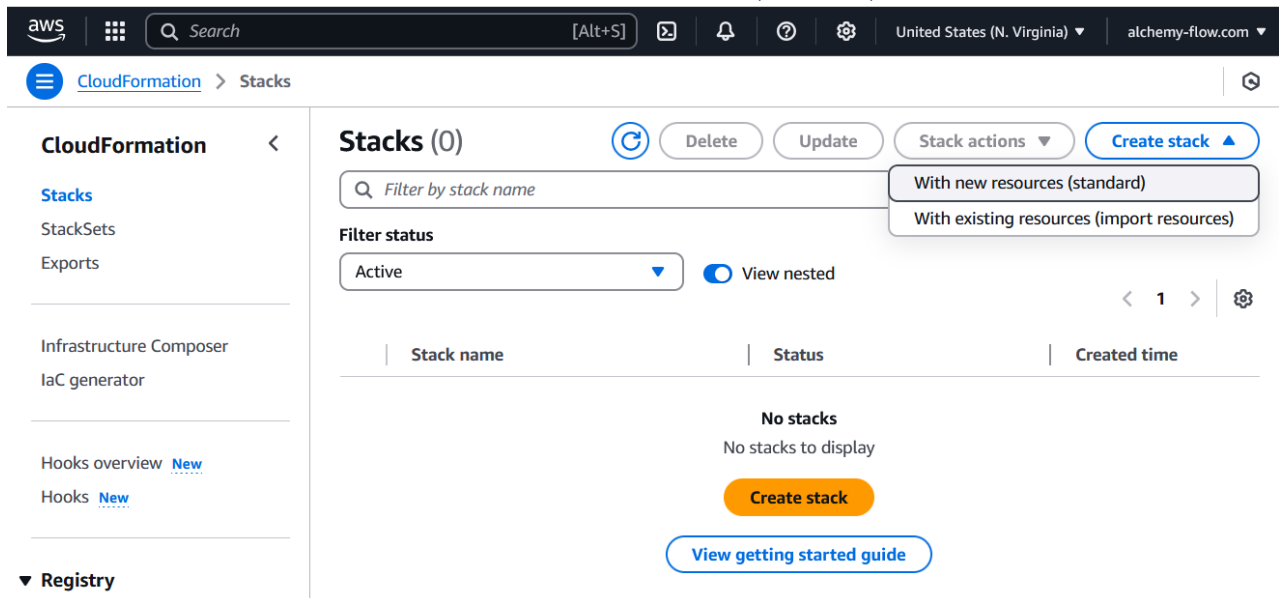 aws
Search [Alt+S] United States (N. Virginia) alchemy-flow.com
CloudFormation > Stacks
CloudFormation
Stacks
StackSets
Exports
Infrastructure Composer
IaC generator
Hooks overview New
Hooks New
Registry
Stacks (0)
Delete
Update
Stack actions
Create stack
With new resources (standard)
With existing resources (import resources)
Filter by stack name
Filter status
Active
View nested
1
Stack name Status Created time
No stacks
No stacks to display
Create stack
View getting started guide